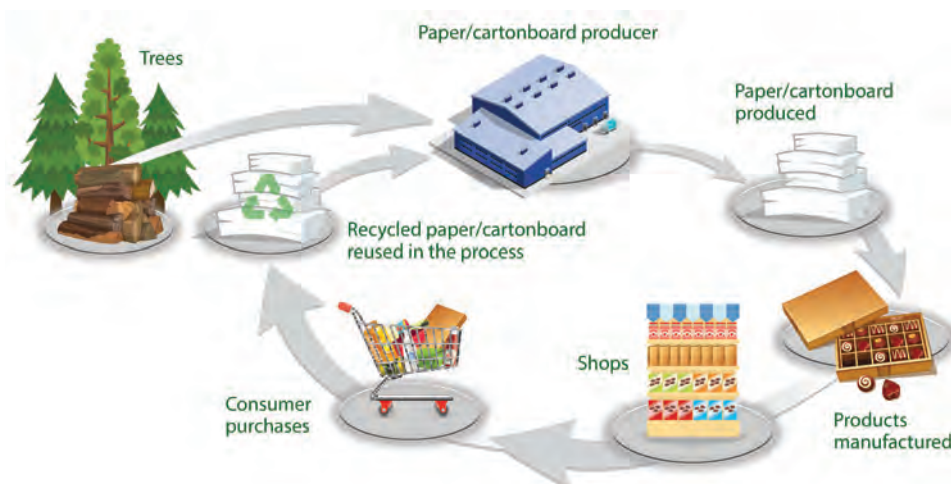 Trees
Paper/cartonboard producer
Paper/cartonboard
produced
Recycled paper/cartonboard
reused in the process
Shops
Products
manufactured
Consumer
purchases